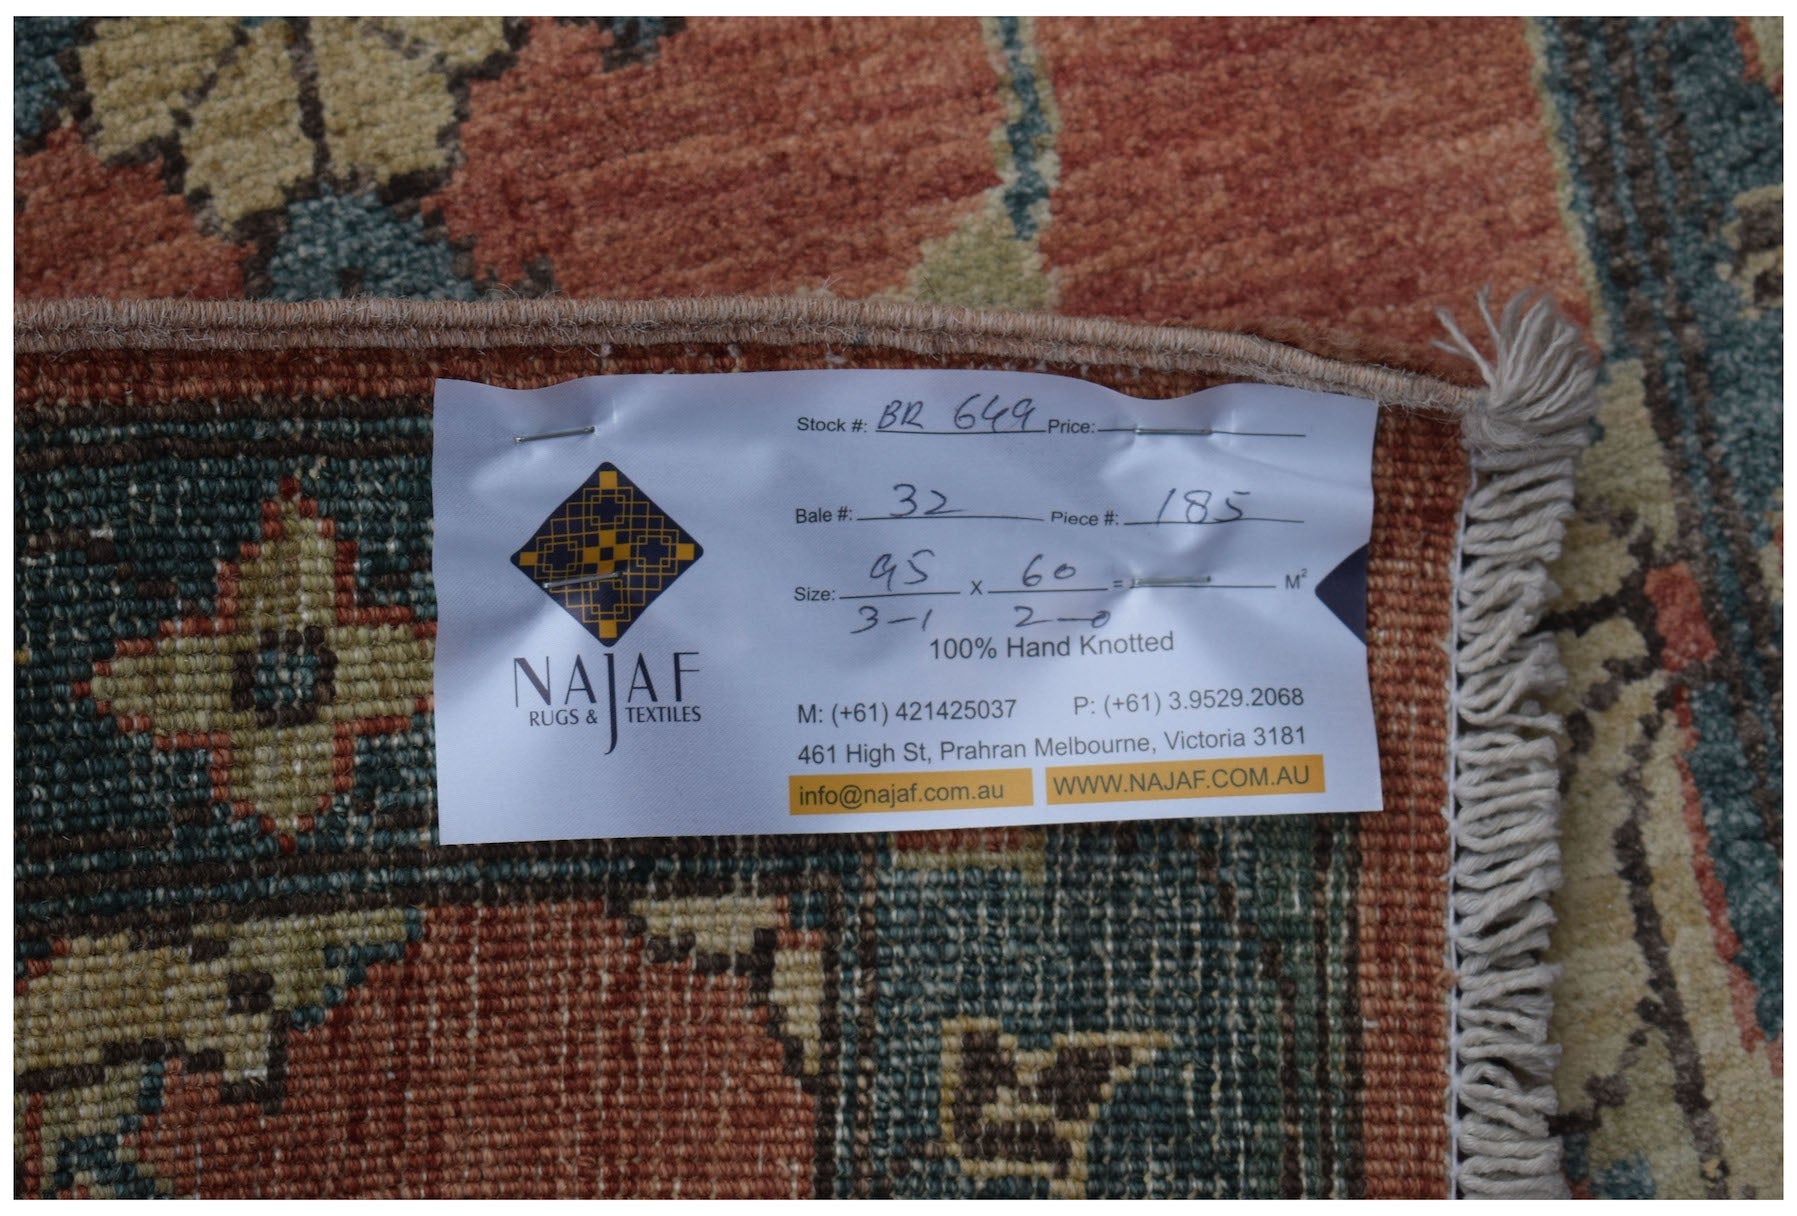 Stock #: BR 649 Price:
Bale #: 32 Piece #: 185
Size: 95 x 60 = M²
3-1 2-0
100% Hand Knotted
NAJAF
RUGS & TEXTILES
M: (+61) 421425037 P: (+61) 3.9529.2068
461 High St, Prahran Melbourne, Victoria 3181
info@najaf.com.au WWW.NAJAF.COM.AU